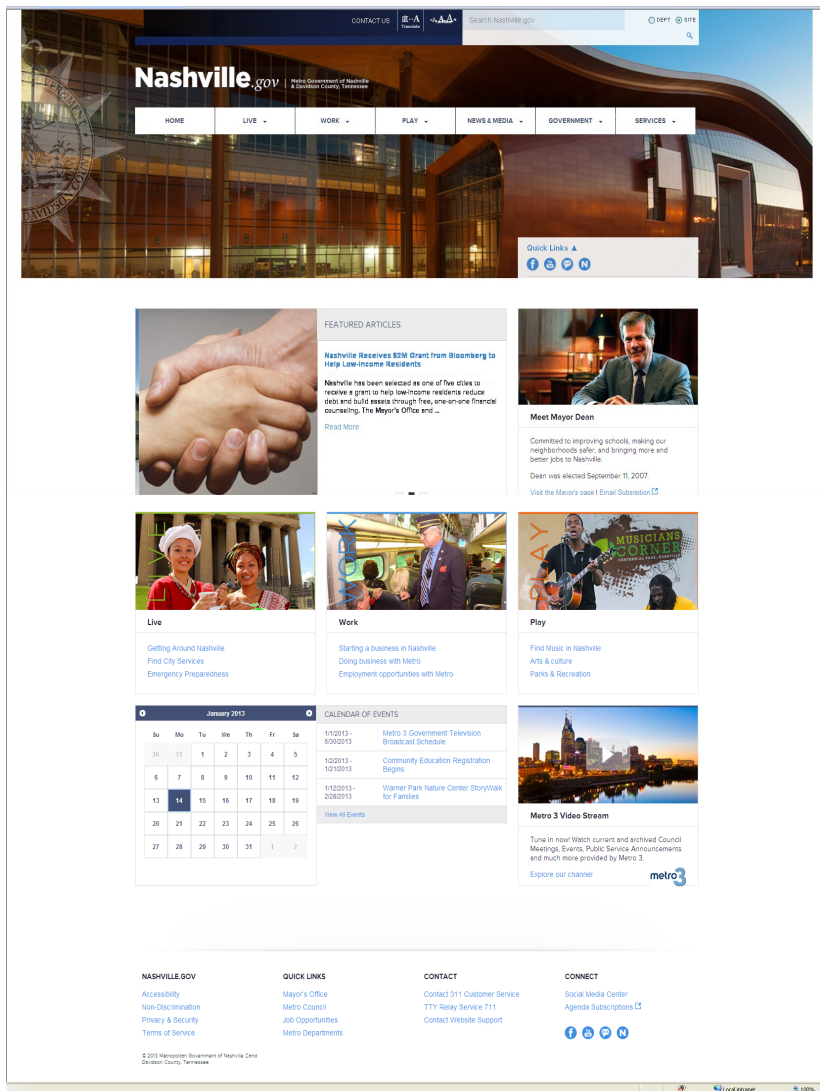 CONTACT US
Translate
Search Nashville.gov
DEPT
SITE
Nashville.gov
Metro Government of Nashville
& Davidson County, Tennessee
HOME
LIVE
WORK
PLAY
NEWS & MEDIA
GOVERNMENT
SERVICES
DAVIDSON COUN
Quick Links
FEATURED ARTICLES
Nashville Receives $2M Grant from Bloomberg to
Help Low-Income Residents
Nashville has been selected as one of five cities to
receive a grant to help low-income residents reduce
debt and build assets through free, one-on-one financial
counseling, The Mayor's Office and ...
Read More
Meet Mayor Dean
Committed to improving schools, making our
neighborhoods safer, and bringing more and
better jobs to Nashville.
Dean was elected September 11, 2007.
Visit the Mayor's page | Email Subsription
LIVE
WORK
PLAY
MUSICIANS
CORNER
CENTENNIAL PARK, NASHVILLE
Live
Getting Around Nashville
Find City Services
Emergency Preparedness
Work
Starting a business in Nashville
Doing business with Metro
Employment opportunities with Metro
Play
Find Music in Nashville
Arts & culture
Parks & Recreation
January 2013
Su Mo Tu We Th Fr Sa
30 31 1 2 3 4 5
6 7 8 9 10 11 12
13 14 15 16 17 18 19
20 21 22 23 24 25 26
27 28 29 30 31 1 2
CALENDAR OF EVENTS
1/1/2013 - Metro 3 Government Television
6/30/2013 Broadcast Schedule
1/2/2013 - Community Education Registration
1/21/2013 Begins
1/12/2013 - Warner Park Nature Center StoryWalk
2/28/2013 for Families
View All Events
Metro 3 Video Stream
Tune in now! Watch current and archived Council
Meetings, Events, Public Service Announcements
and much more provided by Metro 3.
Explore our channel
metro3
NASHVILLE.GOV
Accessibility
Non-Discrimination
Privacy & Security
Terms of Service
QUICK LINKS
Mayor's Office
Metro Council
Job Opportunities
Metro Departments
CONTACT
Contact 311 Customer Service
TTY Relay Service 711
Contact Website Support
CONNECT
Social Media Center
Agenda Subscriptions
© 2013 Metropolitan Government of Nashville Dand
Davidson County, Tennessee
Local intranet
100%